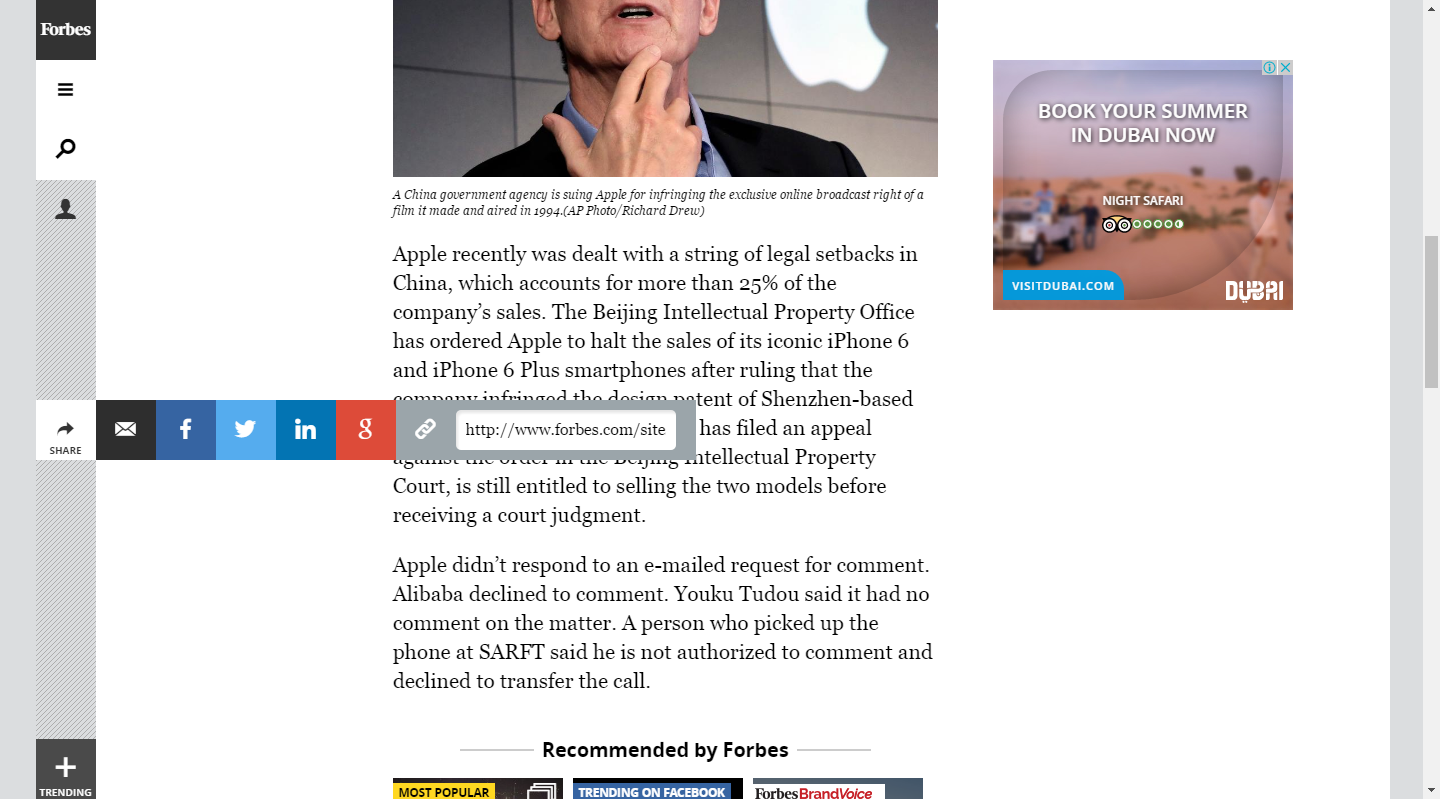 Forbes
BOOK YOUR SUMMER
IN DUBAI NOW
NIGHT SAFARI
VISITDUBAI.COM
DUBAI
A China government agency is suing Apple for infringing the exclusive online broadcast right of a
film it made and aired in 1994.(AP Photo/Richard Drew)
Apple recently was dealt with a string of legal setbacks in
China, which accounts for more than 25% of the
company’s sales. The Beijing Intellectual Property Office
has ordered Apple to halt the sales of its iconic iPhone 6
and iPhone 6 Plus smartphones after ruling that the
company infringed the design patent of Shenzhen-based
has filed an appeal
against the order in the Beijing Intellectual Property
Court, is still entitled to selling the two models before
receiving a court judgment.
SHARE
f
in
g
http://www.forbes.com/site
Apple didn’t respond to an e-mailed request for comment.
Alibaba declined to comment. Youku Tudou said it had no
comment on the matter. A person who picked up the
phone at SARFT said he is not authorized to comment and
declined to transfer the call.
Recommended by Forbes
MOST POPULAR
TRENDING ON FACEBOOK
ForbesBrandVoice
TRENDING